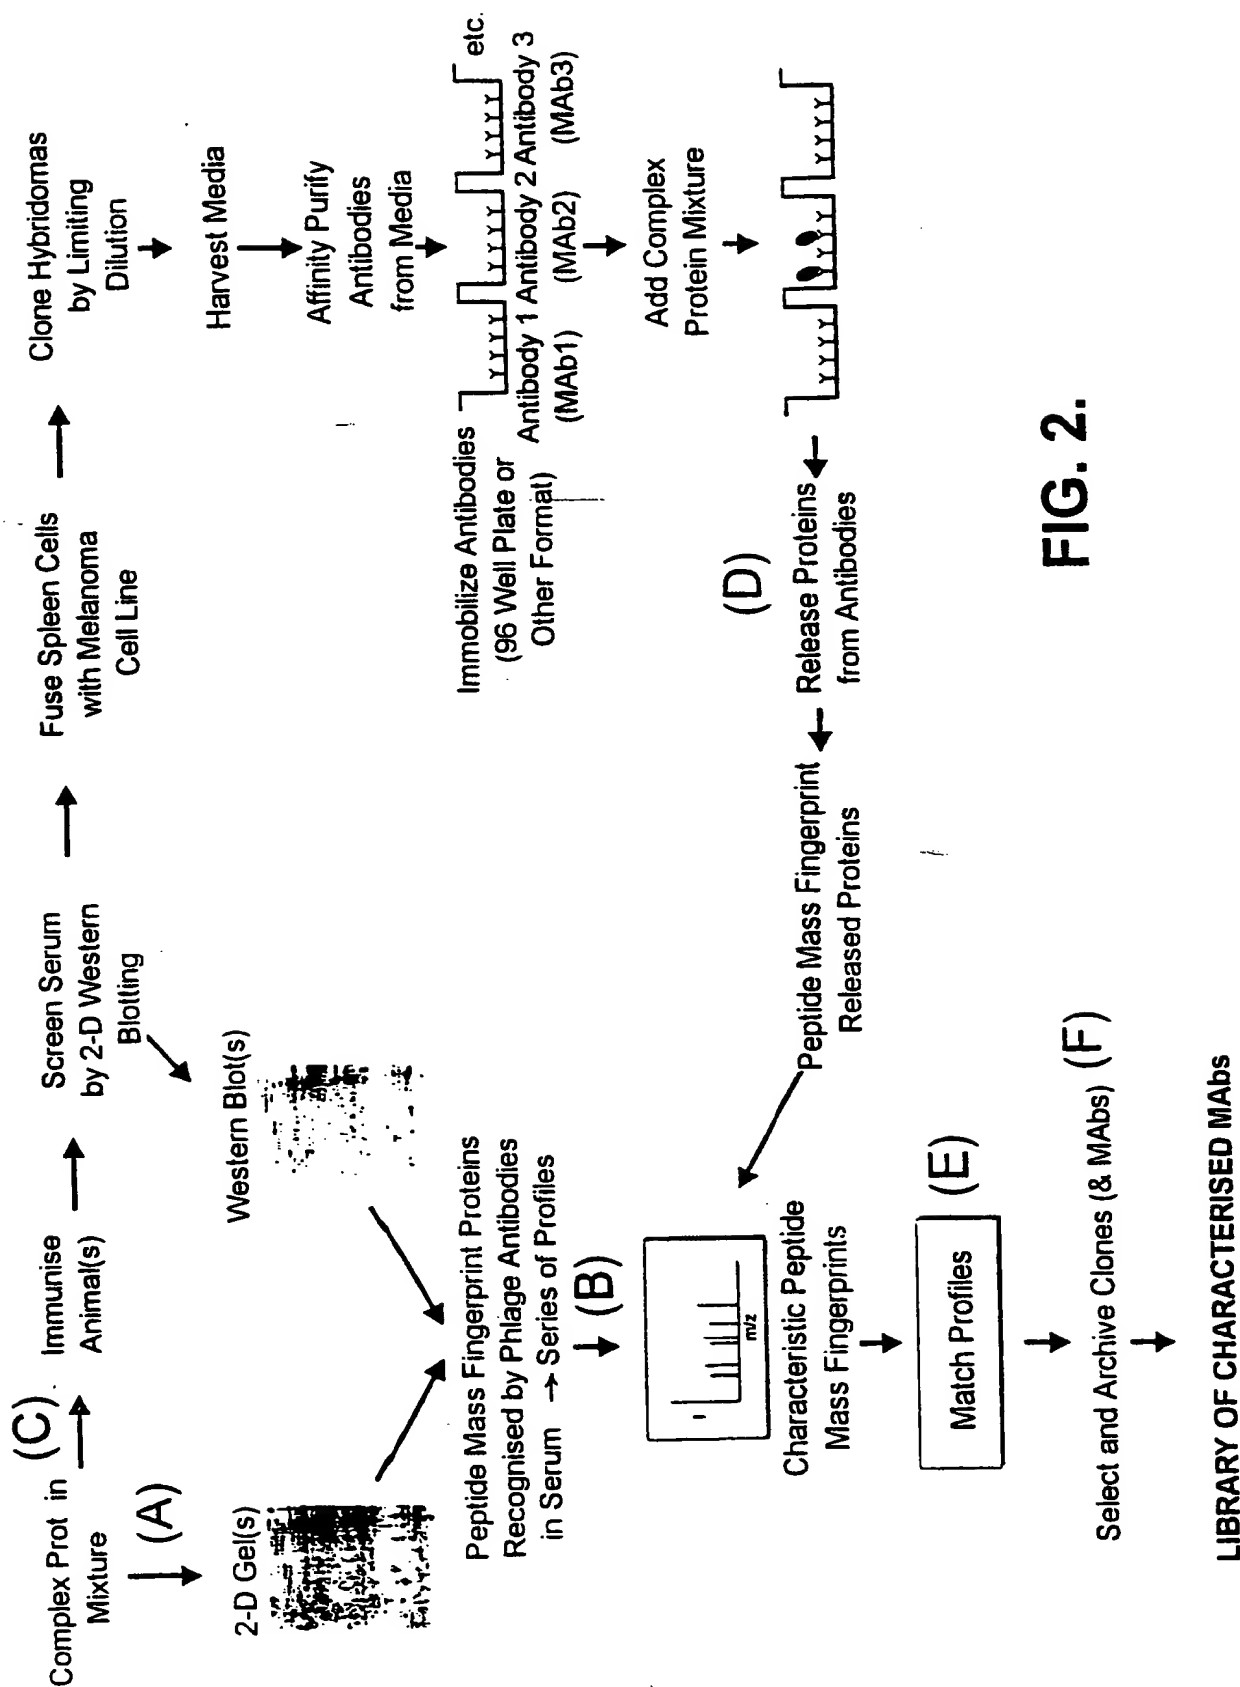 Complex Prot in
Mixture
(C)
Immunise
Animal(s)
Screen Serum
by 2-D Western
Blotting
Fuse Spleen Cells
with Melanoma
Cell Line
Clone Hybridomas
by Limiting
Dilution
(A)
2-D Gel(s)
Western Blot(s)
Harvest Media
Affinity Purify
Antibodies
from Media
Immobilize Antibodies
(96 Well Plate or
Other Format)
etc.
Antibody 1 Antibody 2 Antibody 3
(MAb1) (MAb2) (MAb3)
Peptide Mass Fingerprint Proteins
Recognised by Phlage Antibodies
in Serum → Series of Profiles
(B)
Add Complex
Protein Mixture
m/z
Characteristic Peptide
Mass Fingerprints
(D)
Release Proteins
from Antibodies
Peptide Mass Fingerprint
Released Proteins
Match Profiles
(E)
Select and Archive Clones (& MAbs) (F)
LIBRARY OF CHARACTERISED MAbs
FIG. 2.